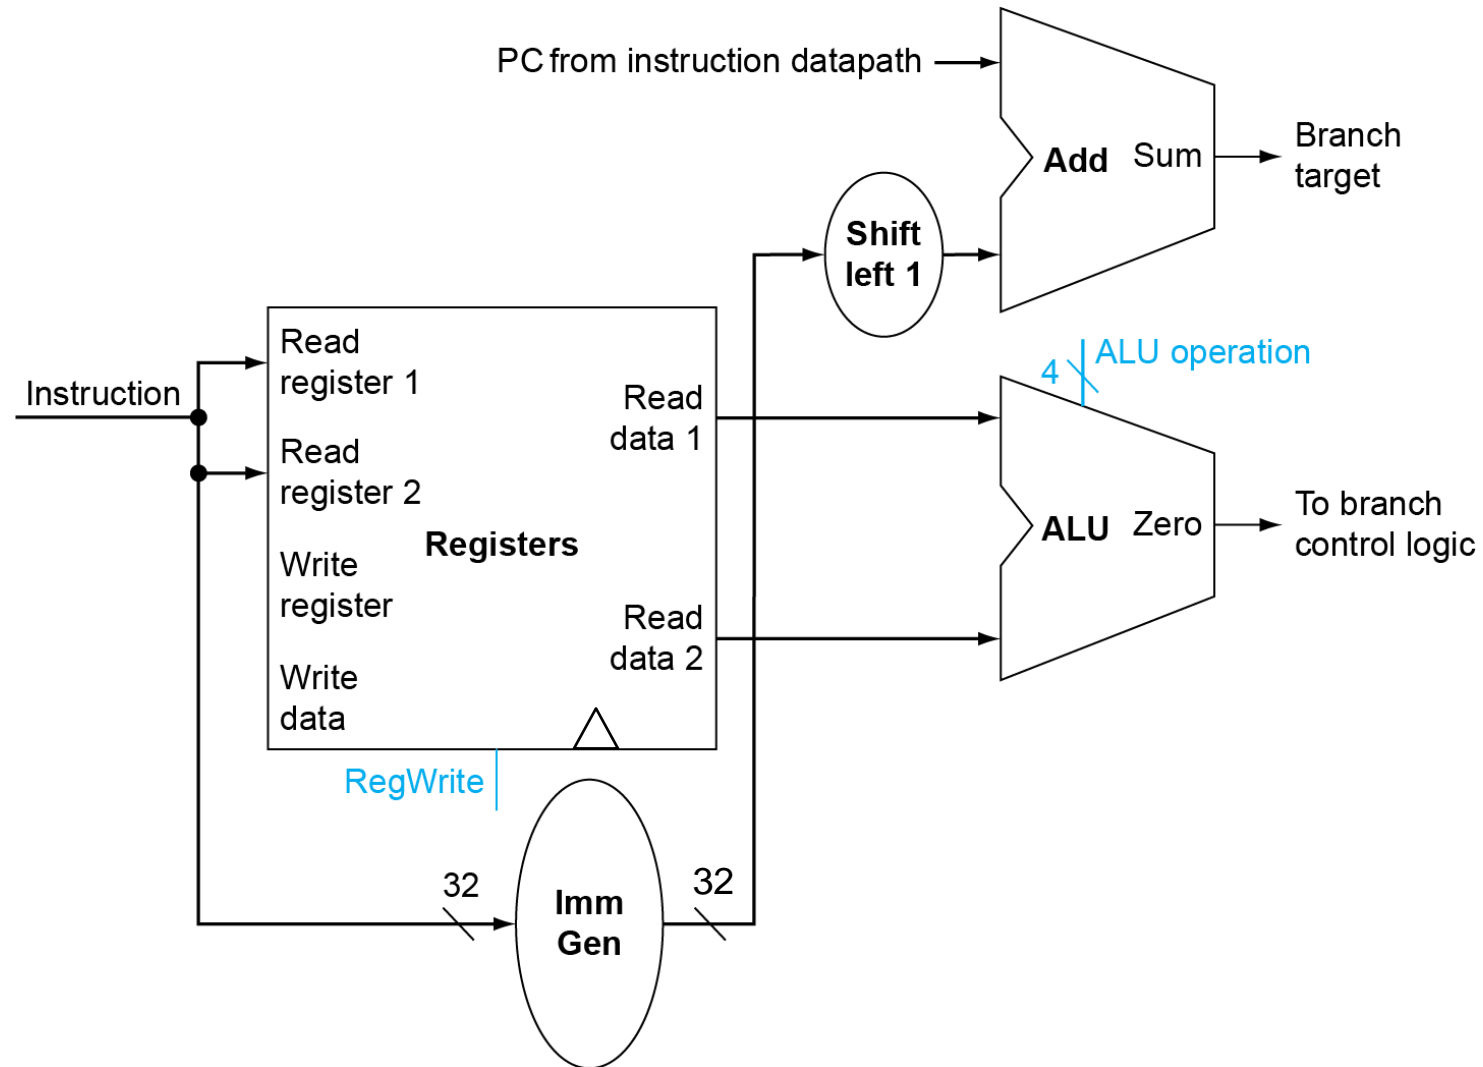 PC from instruction datapath
Add
Sum
Branch
target
Shift
left 1
4
ALU operation
Instruction
Read
register 1
Read
register 2
Write
register
Write
data
Registers
Read
data 1
Read
data 2
ALU
Zero
To branch
control logic
RegWrite
32
Imm
Gen
32